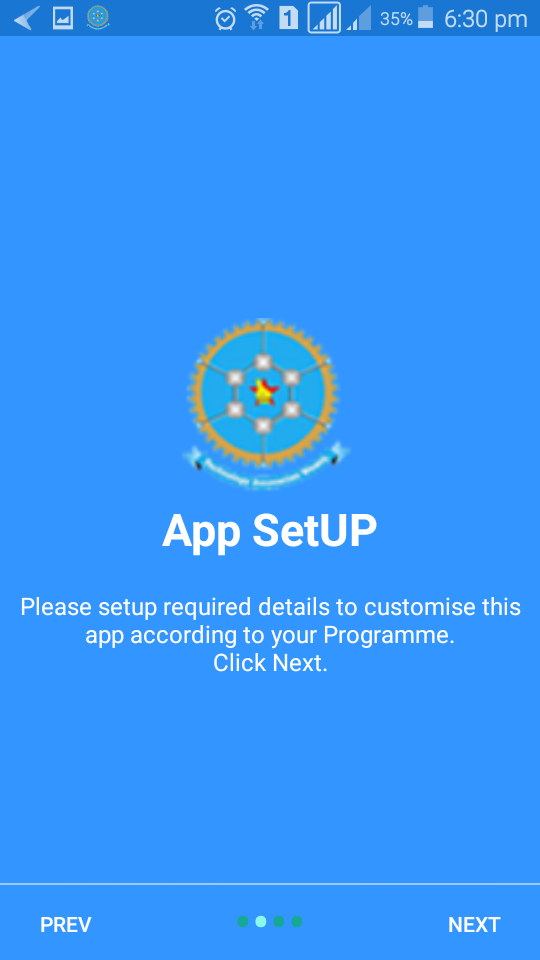 1 35% 6:30 pm
App SetUP
Please setup required details to customise this
app according to your Programme.
Click Next.
PREV
NEXT